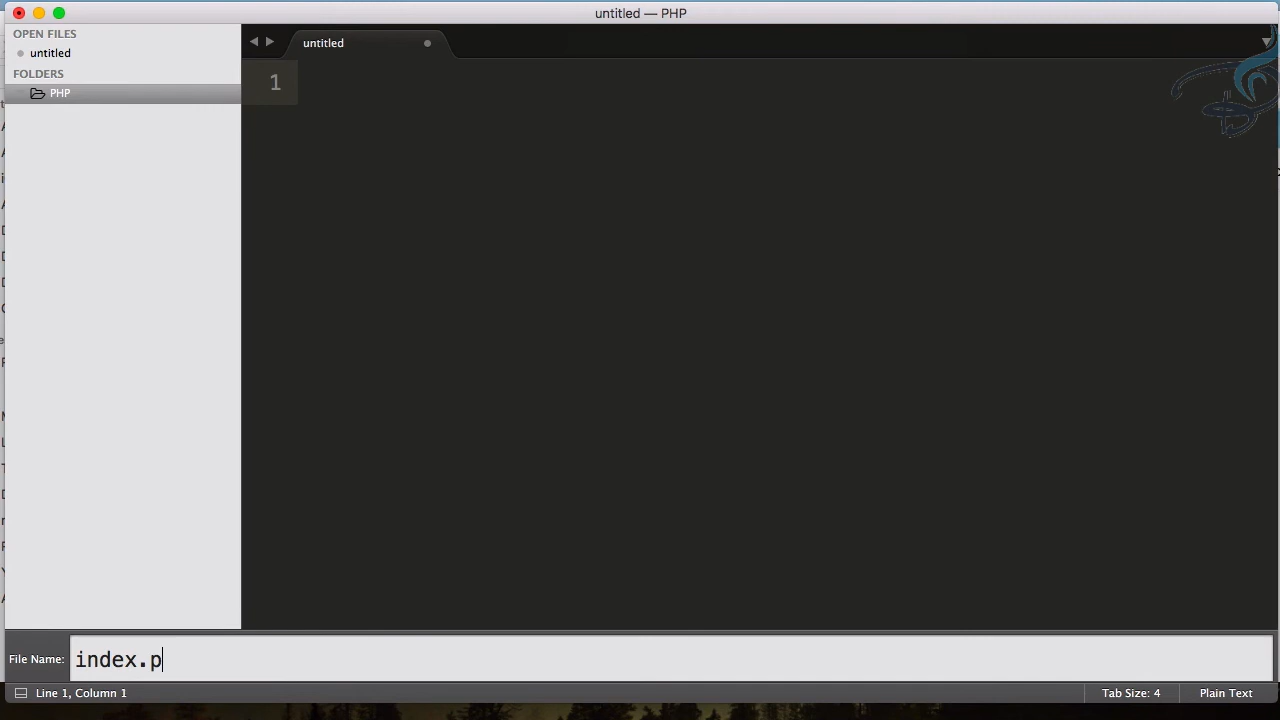 untitled — PHP
OPEN FILES
untitled
FOLDERS
PHP
untitled
1
File Name: index.p
Line 1, Column 1
Tab Size: 4
Plain Text